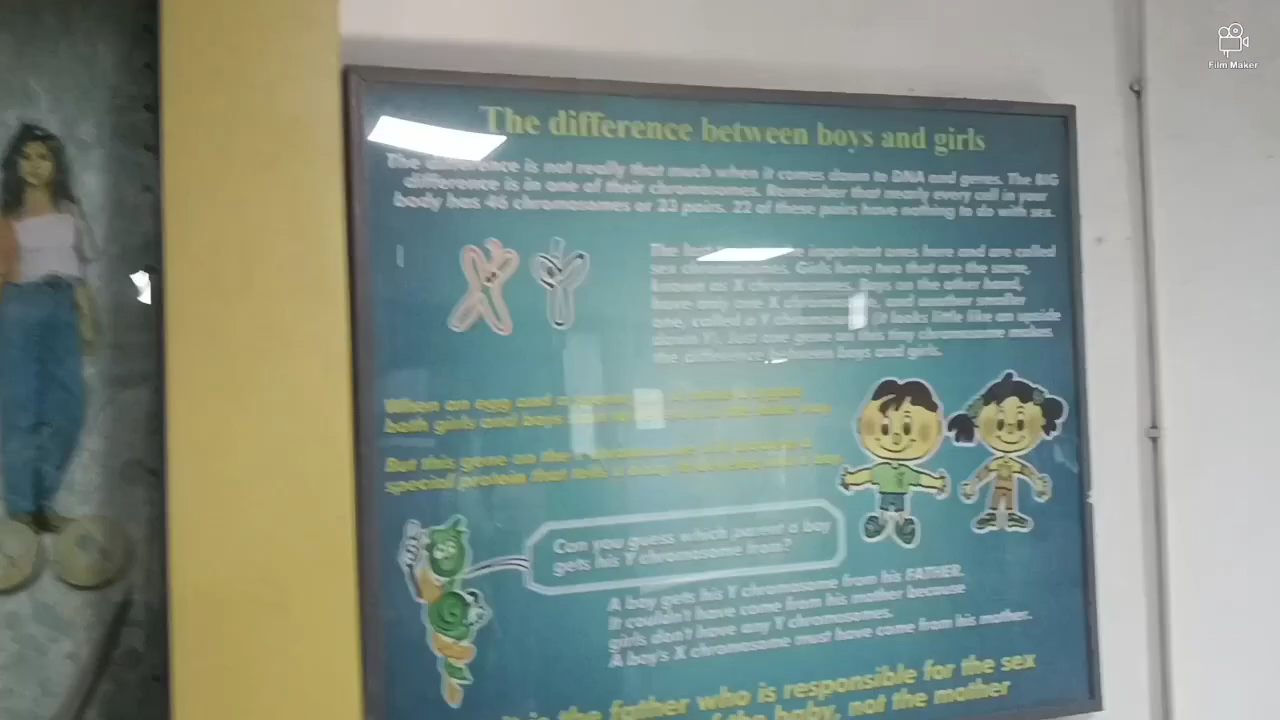 Film Maker
The difference between boys and girls
The difference is not really that much when it comes down to DNA and genes. The BIG
difference is in one of their chromosomes. Remember that nearly every cell in your
body has 46 chromosomes or 23 pairs. 22 of these pairs have nothing to do with sex.
The important ones here and are called
sex chromosomes. Girls have two that are the same,
known as X chromosomes. Boys on the other hand,
have only one X and another smaller
one, called a Y It looks little like an upside
down Y'. Just one gene on this tiny chromosome makes
the difference between boys and girls.
When an egg and a
both girls and boys
But this gene on the
special protein that
Can you guess which parent a boy
gets his Y chromosome from?
A boy gets his Y chromosome from his FATHER.
It couldn't have come from his mother because
girls don't have any Y chromosomes.
A boy's X chromosome must have come from his mother.
It is the father who is responsible for the sex
of the baby, not the mother